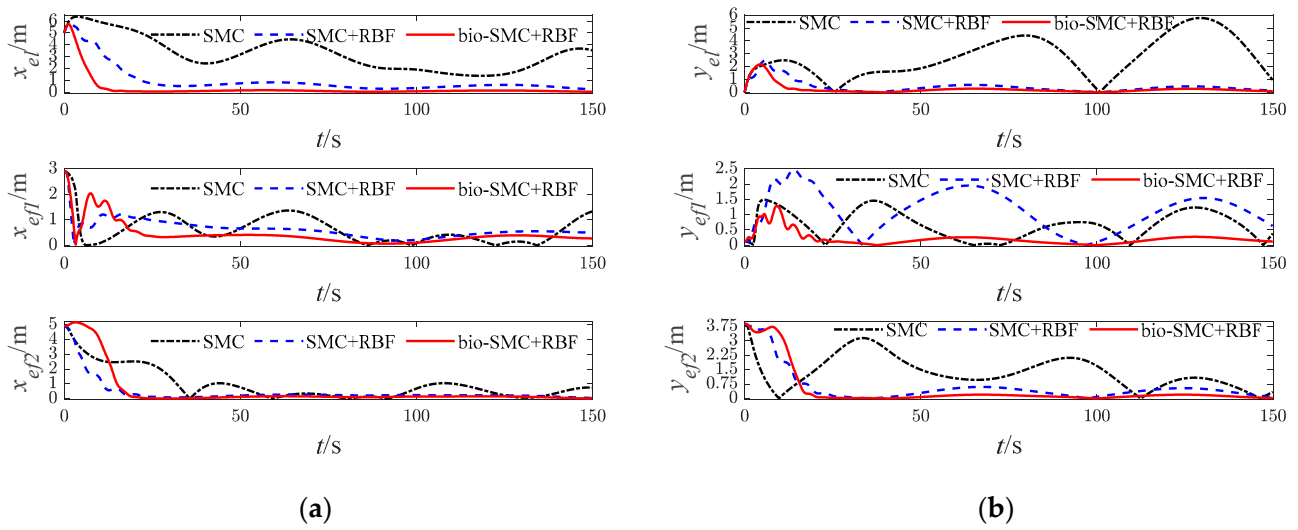 x_el/m
6
5
4
3
2
1
0
SMC SMC+RBF bio-SMC+RBF
0 50 100 150
t/s
x_ef1/m
3
2
1
0
SMC SMC+RBF bio-SMC+RBF
0 50 100 150
t/s
x_ef2/m
5
4
3
2
1
0
SMC SMC+RBF bio-SMC+RBF
0 50 100 150
t/s
(a)
y_el/m
6
5
4
3
2
1
0
SMC SMC+RBF bio-SMC+RBF
0 50 100 150
t/s
y_ef1/m
2.5
2
1.5
1
0.5
0
SMC SMC+RBF bio-SMC+RBF
0 50 100 150
t/s
y_ef2/m
3.75
2.25
0.75
0
SMC SMC+RBF bio-SMC+RBF
0 50 100 150
t/s
(b)